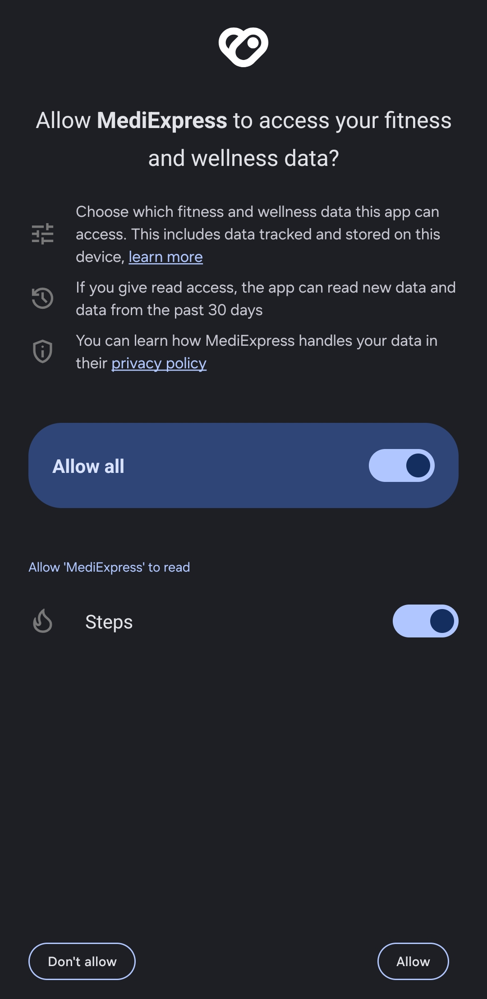 Allow MediExpress to access your fitness
and wellness data?
Choose which fitness and wellness data this app can
access. This includes data tracked and stored on this
device, learn more
If you give read access, the app can read new data and
data from the past 30 days
You can learn how MediExpress handles your data in
their privacy policy
Allow all
Allow 'MediExpress' to read
Steps
Don't allow
Allow